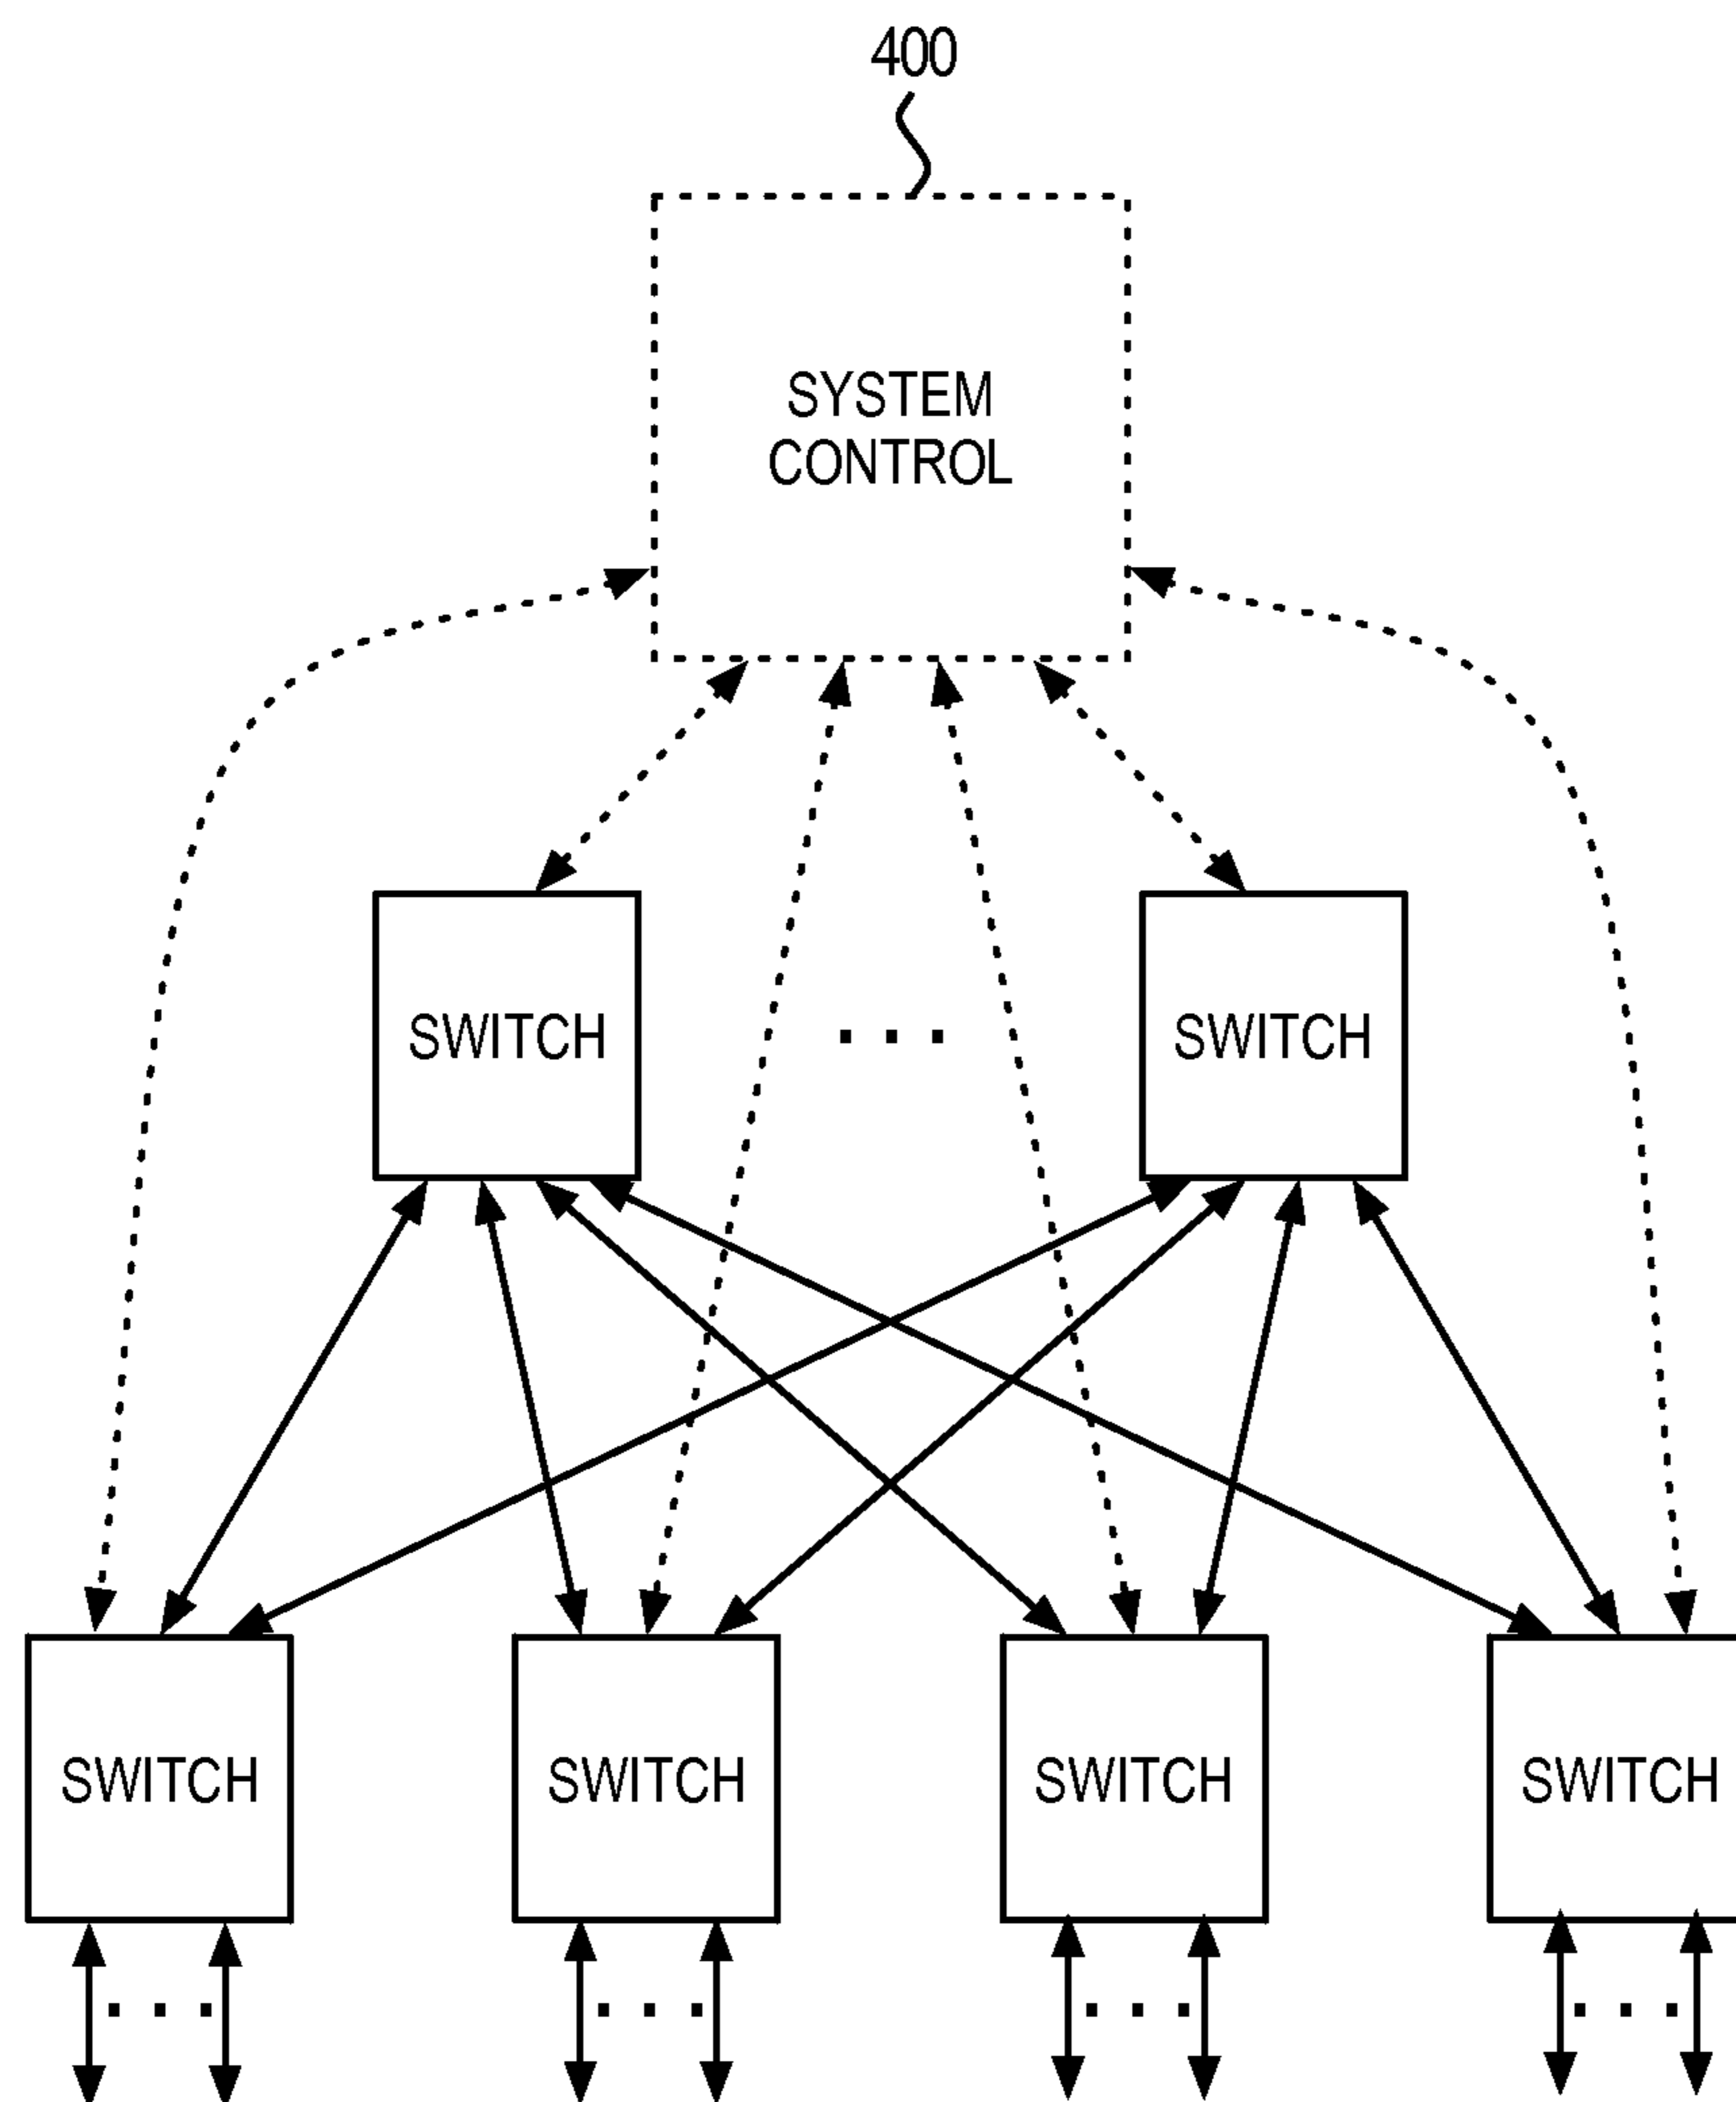 400
SYSTEM
CONTROL
SWITCH
. . .
SWITCH
SWITCH
SWITCH
SWITCH
SWITCH
. . .
. . .
. . .
. . .